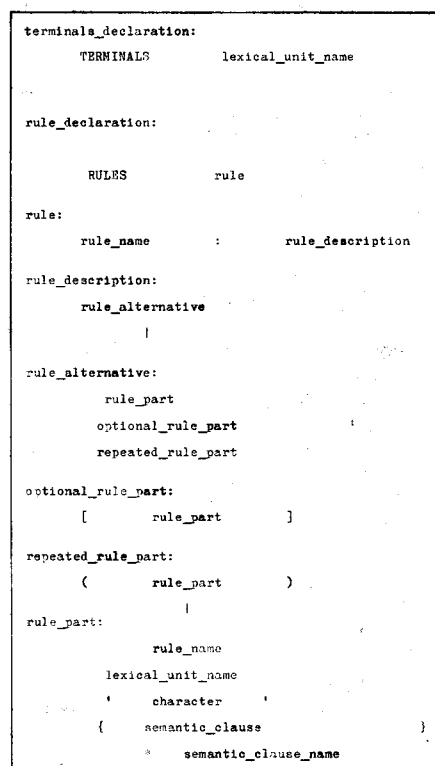 terminals_declaration:
TERMINALS lexical_unit_name
rule_declaration:
RULES rule
rule:
rule_name : rule_description
rule_description:
rule_alternative
|
rule_alternative:
rule_part
optional_rule_part
repeated_rule_part
optional_rule_part:
[ rule_part ]
repeated_rule_part:
( rule_part )
|
rule_part:
rule_name
lexical_unit_name
' character '
{ semantic_clause }
* semantic_clause_name